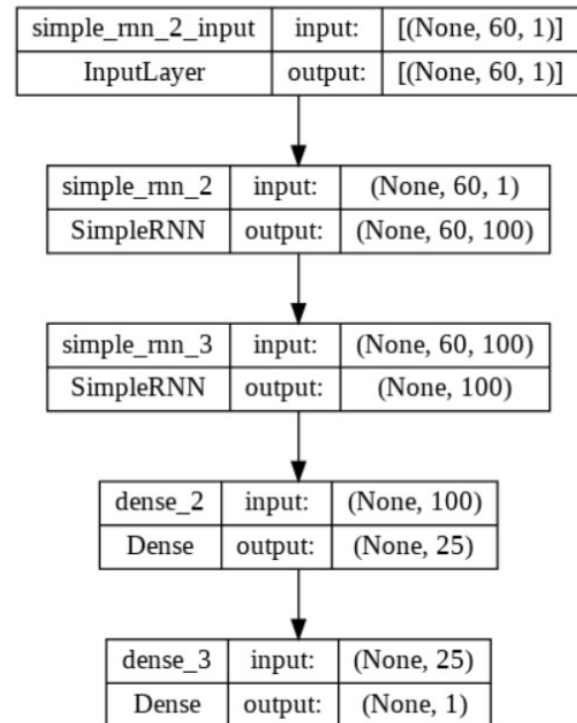 simple_rnn_2_input input: [(None, 60, 1)]
InputLayer output: [(None, 60, 1)]
simple_rnn_2 input: (None, 60, 1)
SimpleRNN output: (None, 60, 100)
simple_rnn_3 input: (None, 60, 100)
SimpleRNN output: (None, 100)
dense_2 input: (None, 100)
Dense output: (None, 25)
dense_3 input: (None, 25)
Dense output: (None, 1)